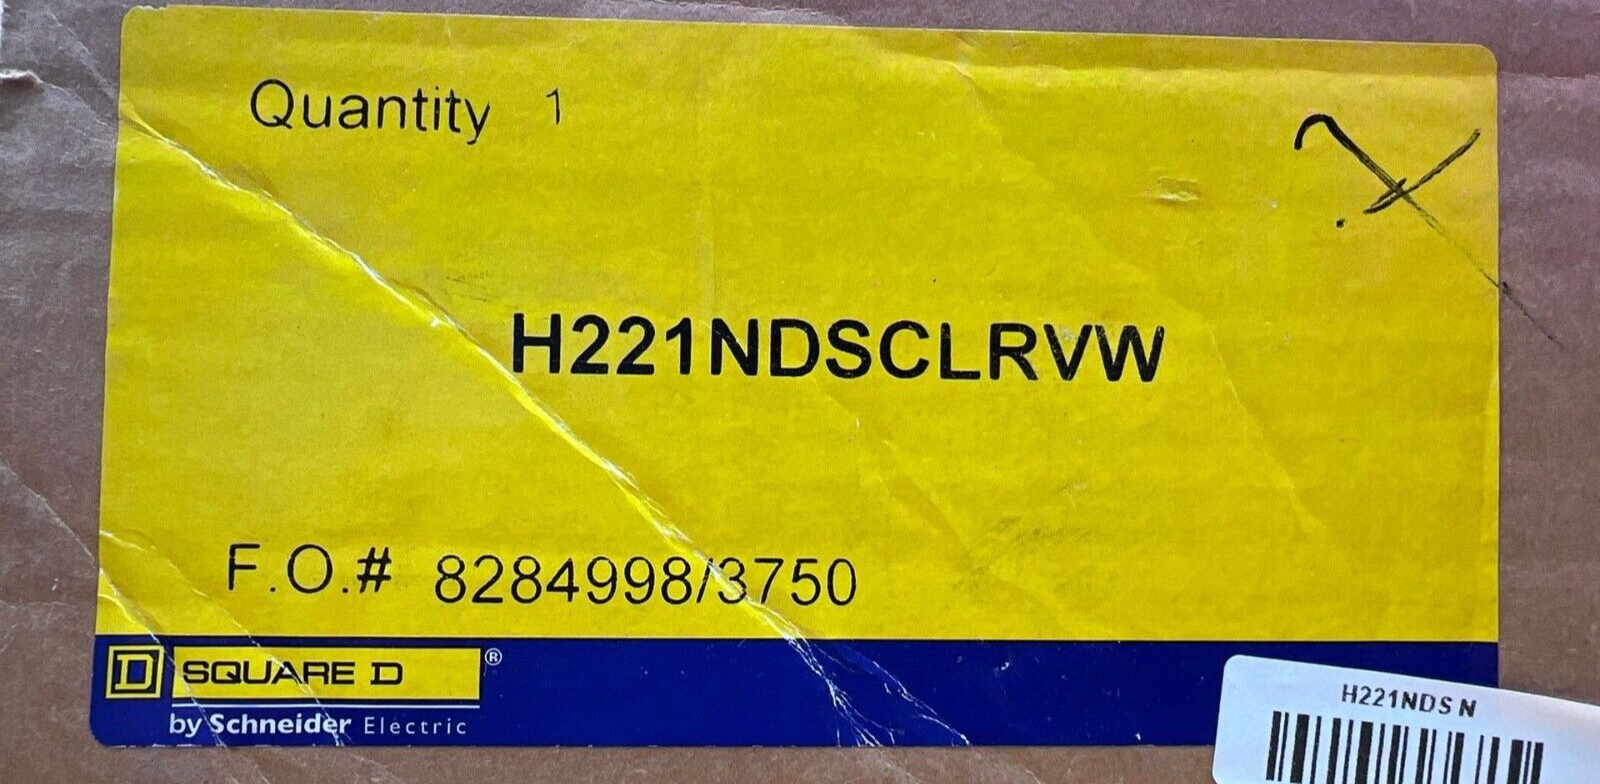 Quantity 1
H221NDSCLRVW
F.O.# 8284998/3750
D SQUARE D ®
by Schneider Electric
H221NDS N